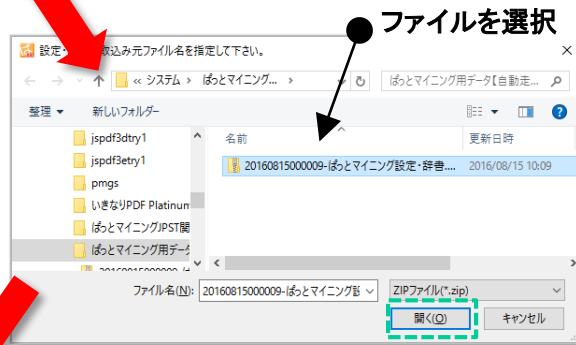 ファイルを選択
設定・ 取込み元ファイル名を指定して下さい。
« システム › ぱっとマイニング... ›
ぱっとマイニング用データ【自動走...
整理 新しいフォルダー
名前 更新日時
jspdf3dtry1
jspdf3etry1
pmgs
いきなりPDF Platinum
ぱっとマイニングJPST関
ぱっとマイニング用データ
20160815000009-ぱっとマイニング設定・辞書.... 2016/08/15 10:09
ファイル名(N): 20160815000009-ぱっとマイニング設 ZIPファイル(*.zip)
開く(O) キャンセル